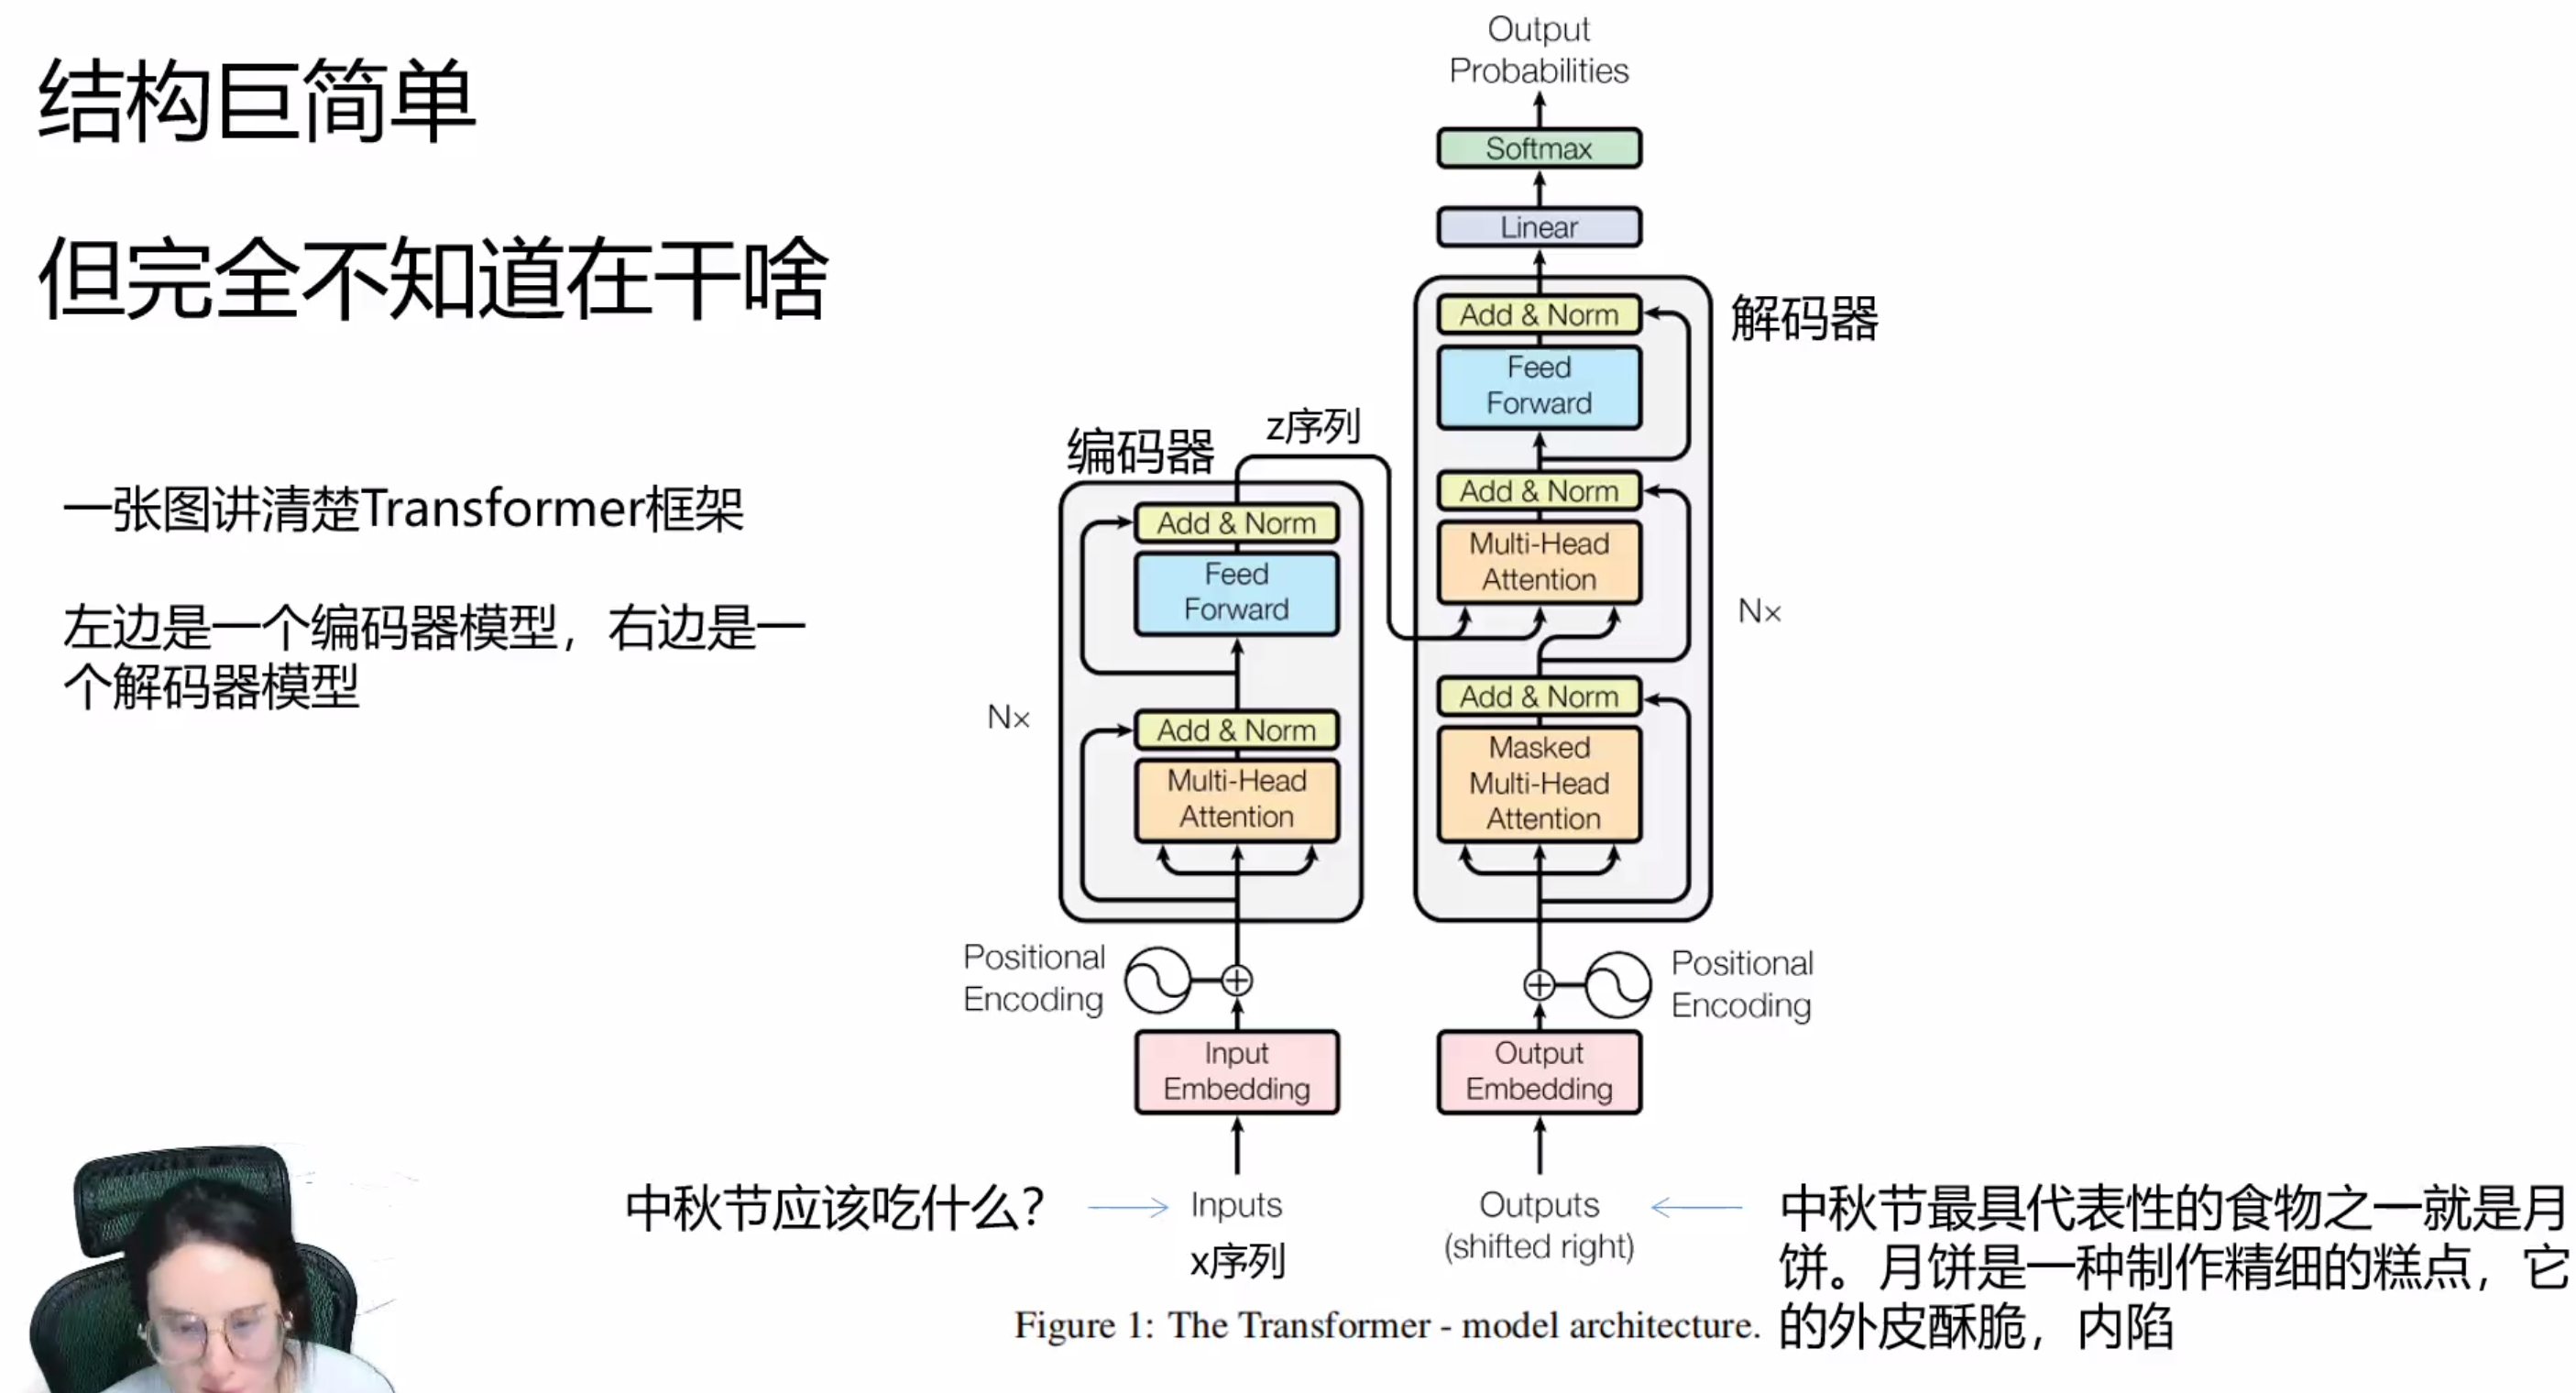 结构巨简单
但完全不知道在干啥
一张图讲清楚Transformer框架
左边是一个编码器模型，右边是一
个解码器模型
Output
Probabilities
Softmax
Linear
解码器
Add & Norm
Feed
Forward
Add & Norm
Multi-Head
Attention
Nx
Add & Norm
Masked
Multi-Head
Attention
z序列
编码器
Add & Norm
Feed
Forward
Nx
Add & Norm
Multi-Head
Attention
Positional
Encoding
Positional
Encoding
Input
Embedding
Output
Embedding
中秋节应该吃什么？
Inputs
x序列
Outputs
(shifted right)
中秋节最具代表性的食物之一就是月
饼。月饼是一种制作精细的糕点，它
的外皮酥脆，内陷
Figure 1: The Transformer - model architecture.